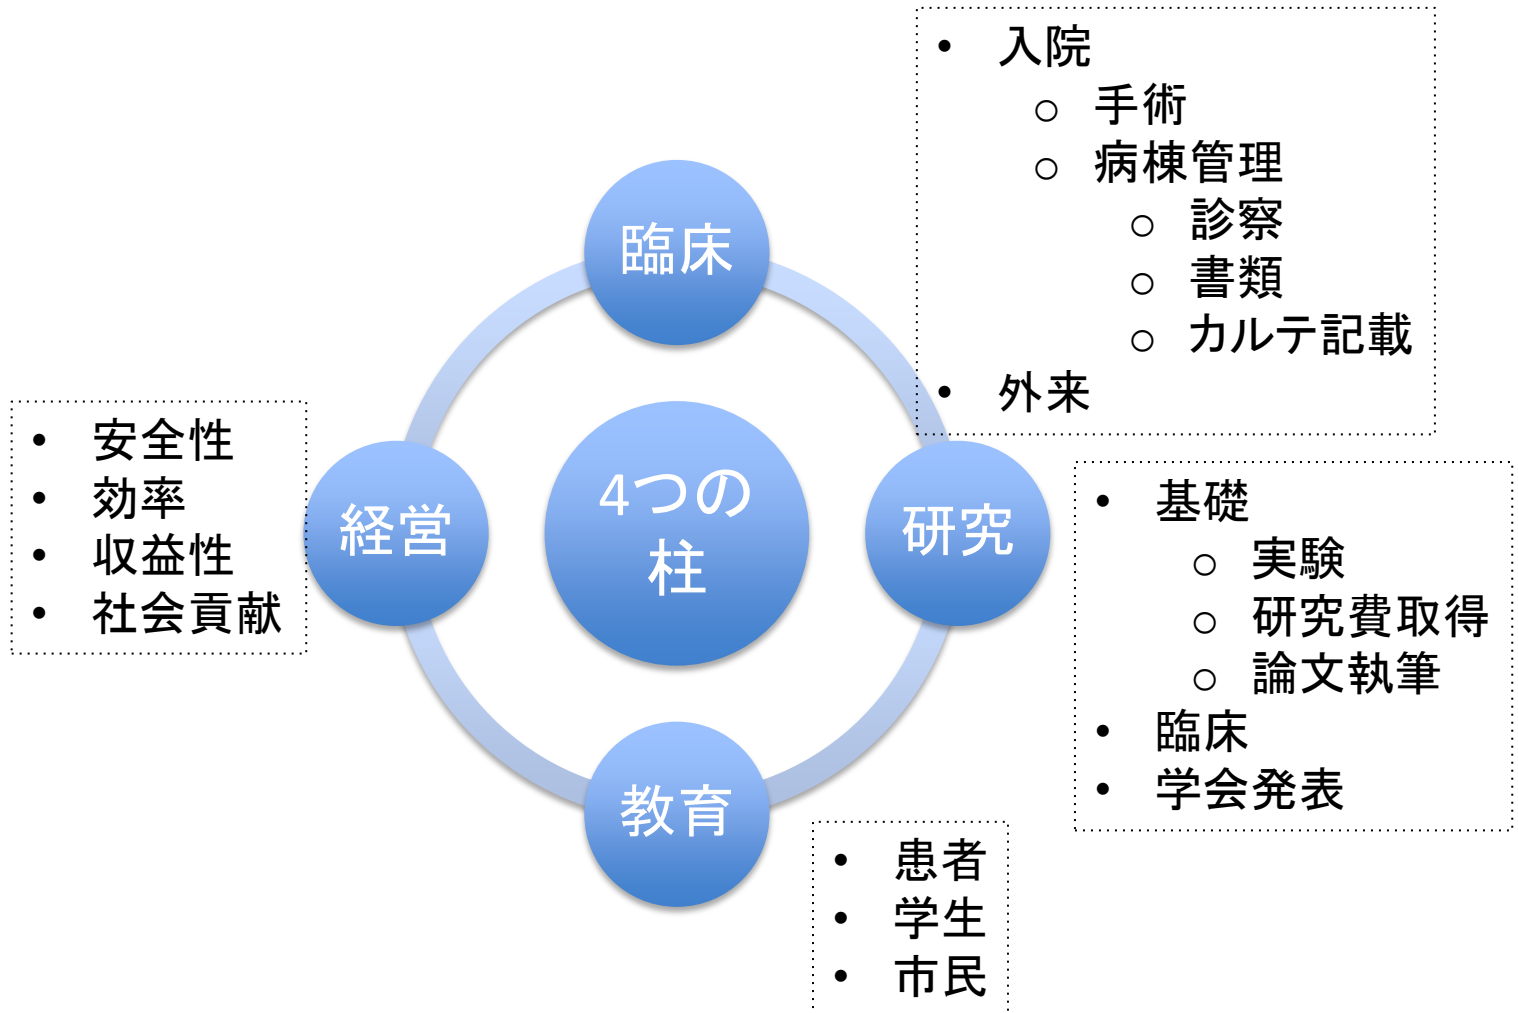 • 入院
o 手術
o 病棟管理
o 診察
o 書類
o カルテ記載
• 外来
臨床
• 安全性
• 効率
• 収益性
• 社会貢献
経営
4つの
柱
研究
• 基礎
o 実験
o 研究費取得
o 論文執筆
• 臨床
• 学会発表
教育
• 患者
• 学生
• 市民